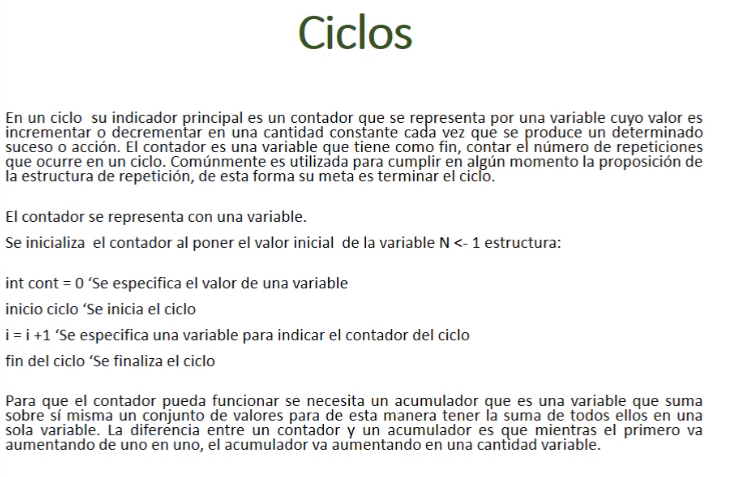 Ciclos
En un ciclo su indicador principal es un contador que se representa por una variable cuyo valor es
incrementar o decrementar en una cantidad constante cada vez que se produce un determinado
suceso o acción. El contador es una variable que tiene como fin, contar el número de repeticiones
que ocurre en un ciclo. Comúnmente es utilizada para cumplir en algún momento la proposición de
la estructura de repetición, de esta forma su meta es terminar el ciclo.
El contador se representa con una variable.
Se inicializa el contador al poner el valor inicial de la variable N <- 1 estructura:
int cont = 0 ‘Se especifica el valor de una variable
inicio ciclo ‘Se inicia el ciclo
i = i +1 ‘Se especifica una variable para indicar el contador del ciclo
fin del ciclo ‘Se finaliza el ciclo
Para que el contador pueda funcionar se necesita un acumulador que es una variable que suma
sobre sí misma un conjunto de valores para de esta manera tener la suma de todos ellos en una
sola variable. La diferencia entre un contador y un acumulador es que mientras el primero va
aumentando de uno en uno, el acumulador va aumentando en una cantidad variable.